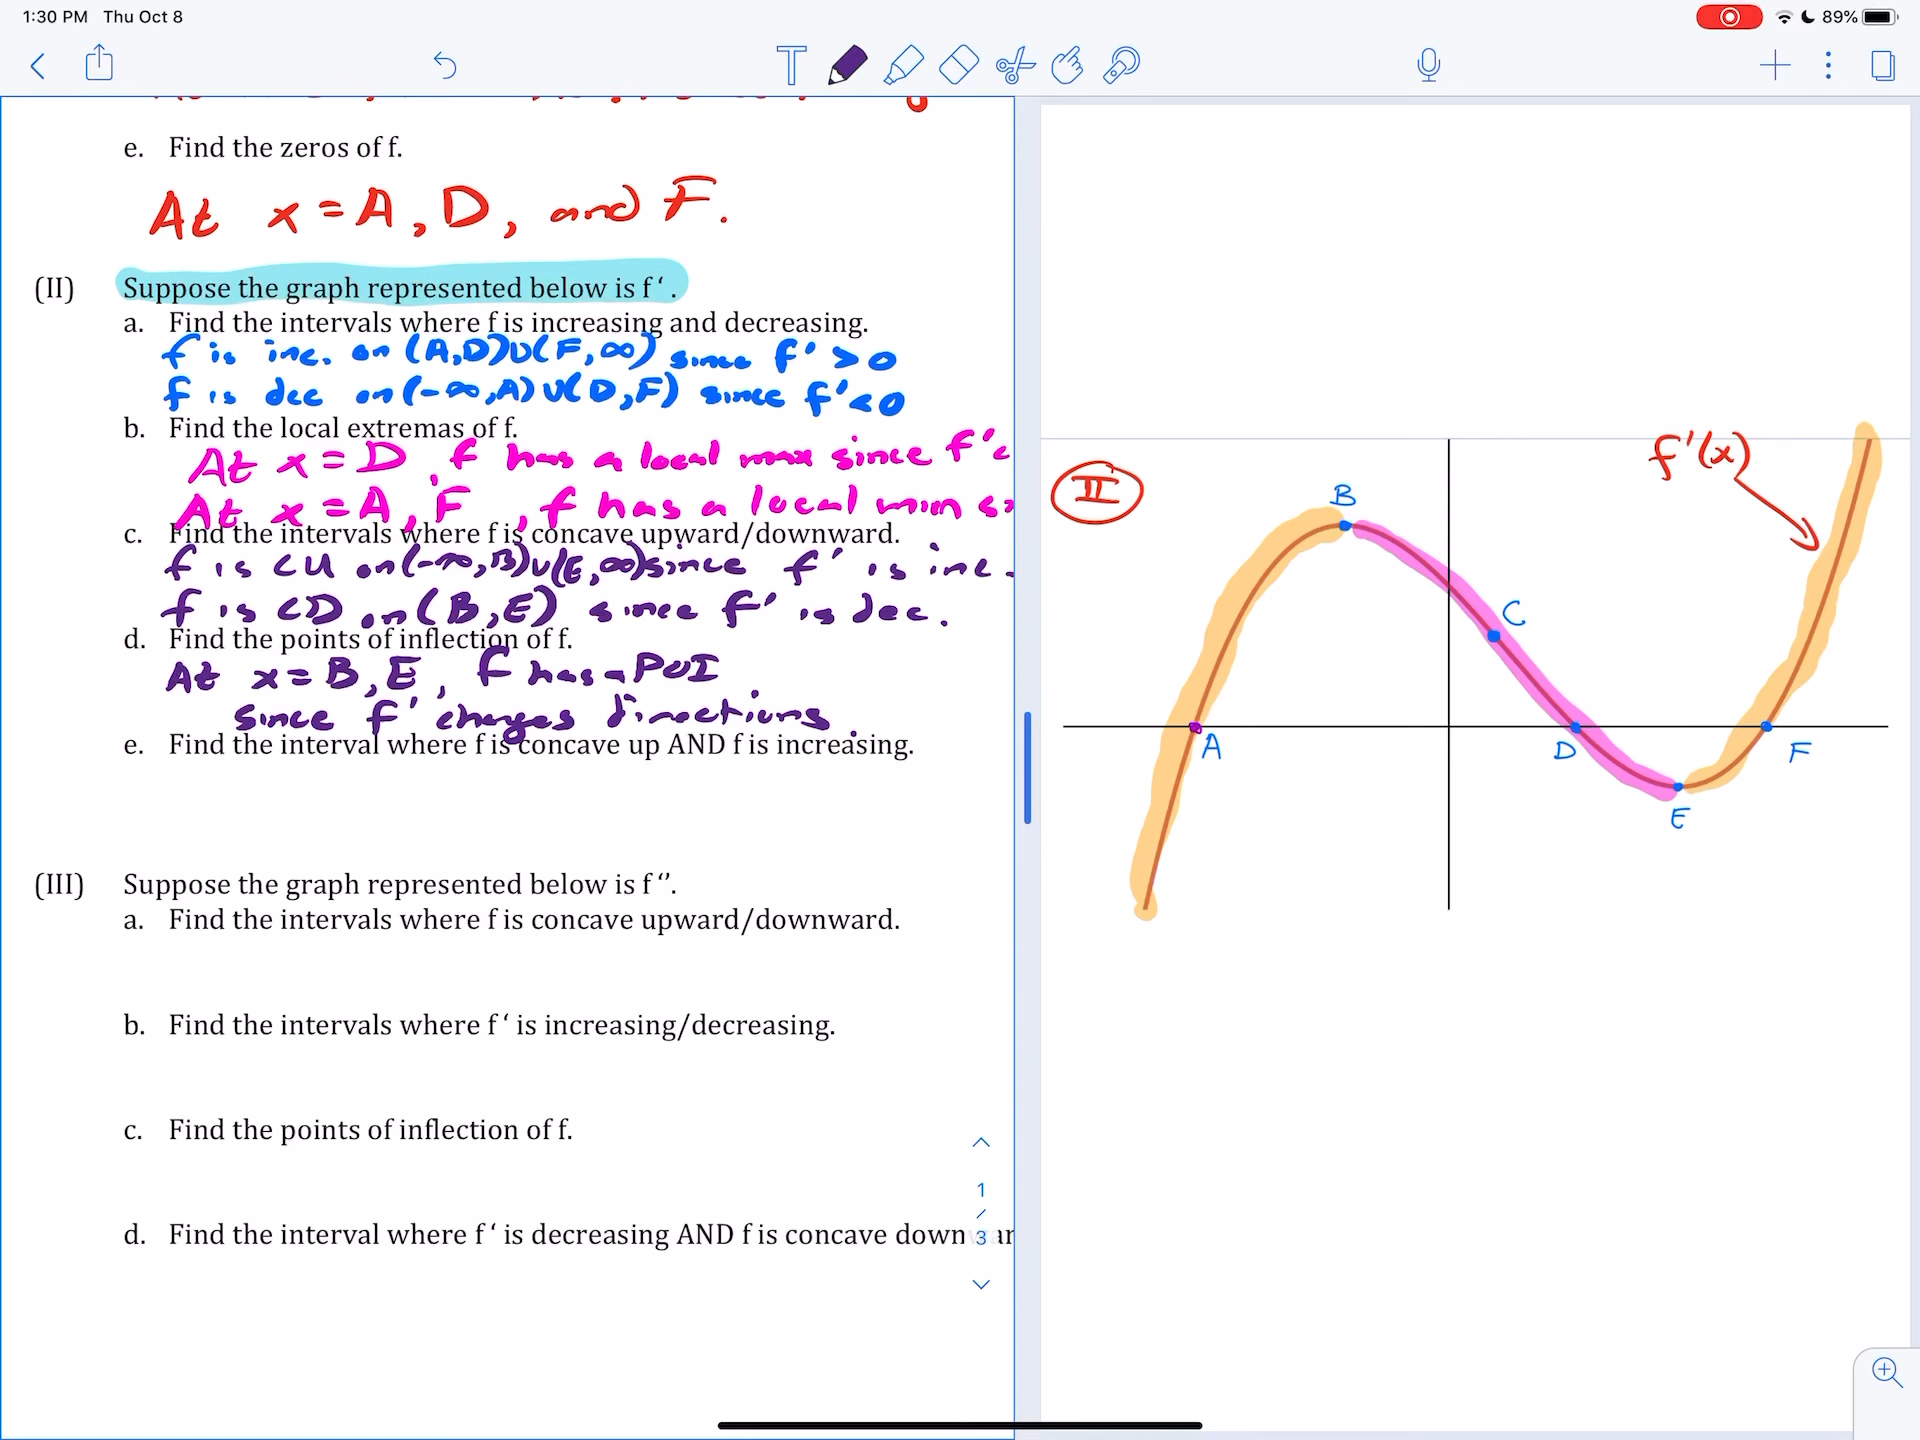 1:30 PM Thu Oct 8
89%
e. Find the zeros of f.
At x = A, D, and F.
(II) Suppose the graph represented below is f ‘ .
a. Find the intervals where f is increasing and decreasing.
f is inc. on (A,D)∪(F,∞) since f' > 0
f is dec on (-∞,A)∪(D,F) since f' < 0
b. Find the local extremas of f.
At x = D, f has a local max since f' c
At x = A, F, f has a local min si
c. Find the intervals where f is concave upward/downward.
f is CU on (-∞,B)∪(E,∞) since f' is inc.
f is CD on (B,E) since f' is dec.
d. Find the points of inflection of f.
At x = B, E, f has a POI
since f' changes directions.
e. Find the interval where f is concave up AND f is increasing.
(III) Suppose the graph represented below is f ‘’.
a. Find the intervals where f is concave upward/downward.
b. Find the intervals where f ‘ is increasing/decreasing.
c. Find the points of inflection of f.
d. Find the interval where f ‘ is decreasing AND f is concave downwar
1
/
3
II
f'(x)
B
C
A
D
F
E